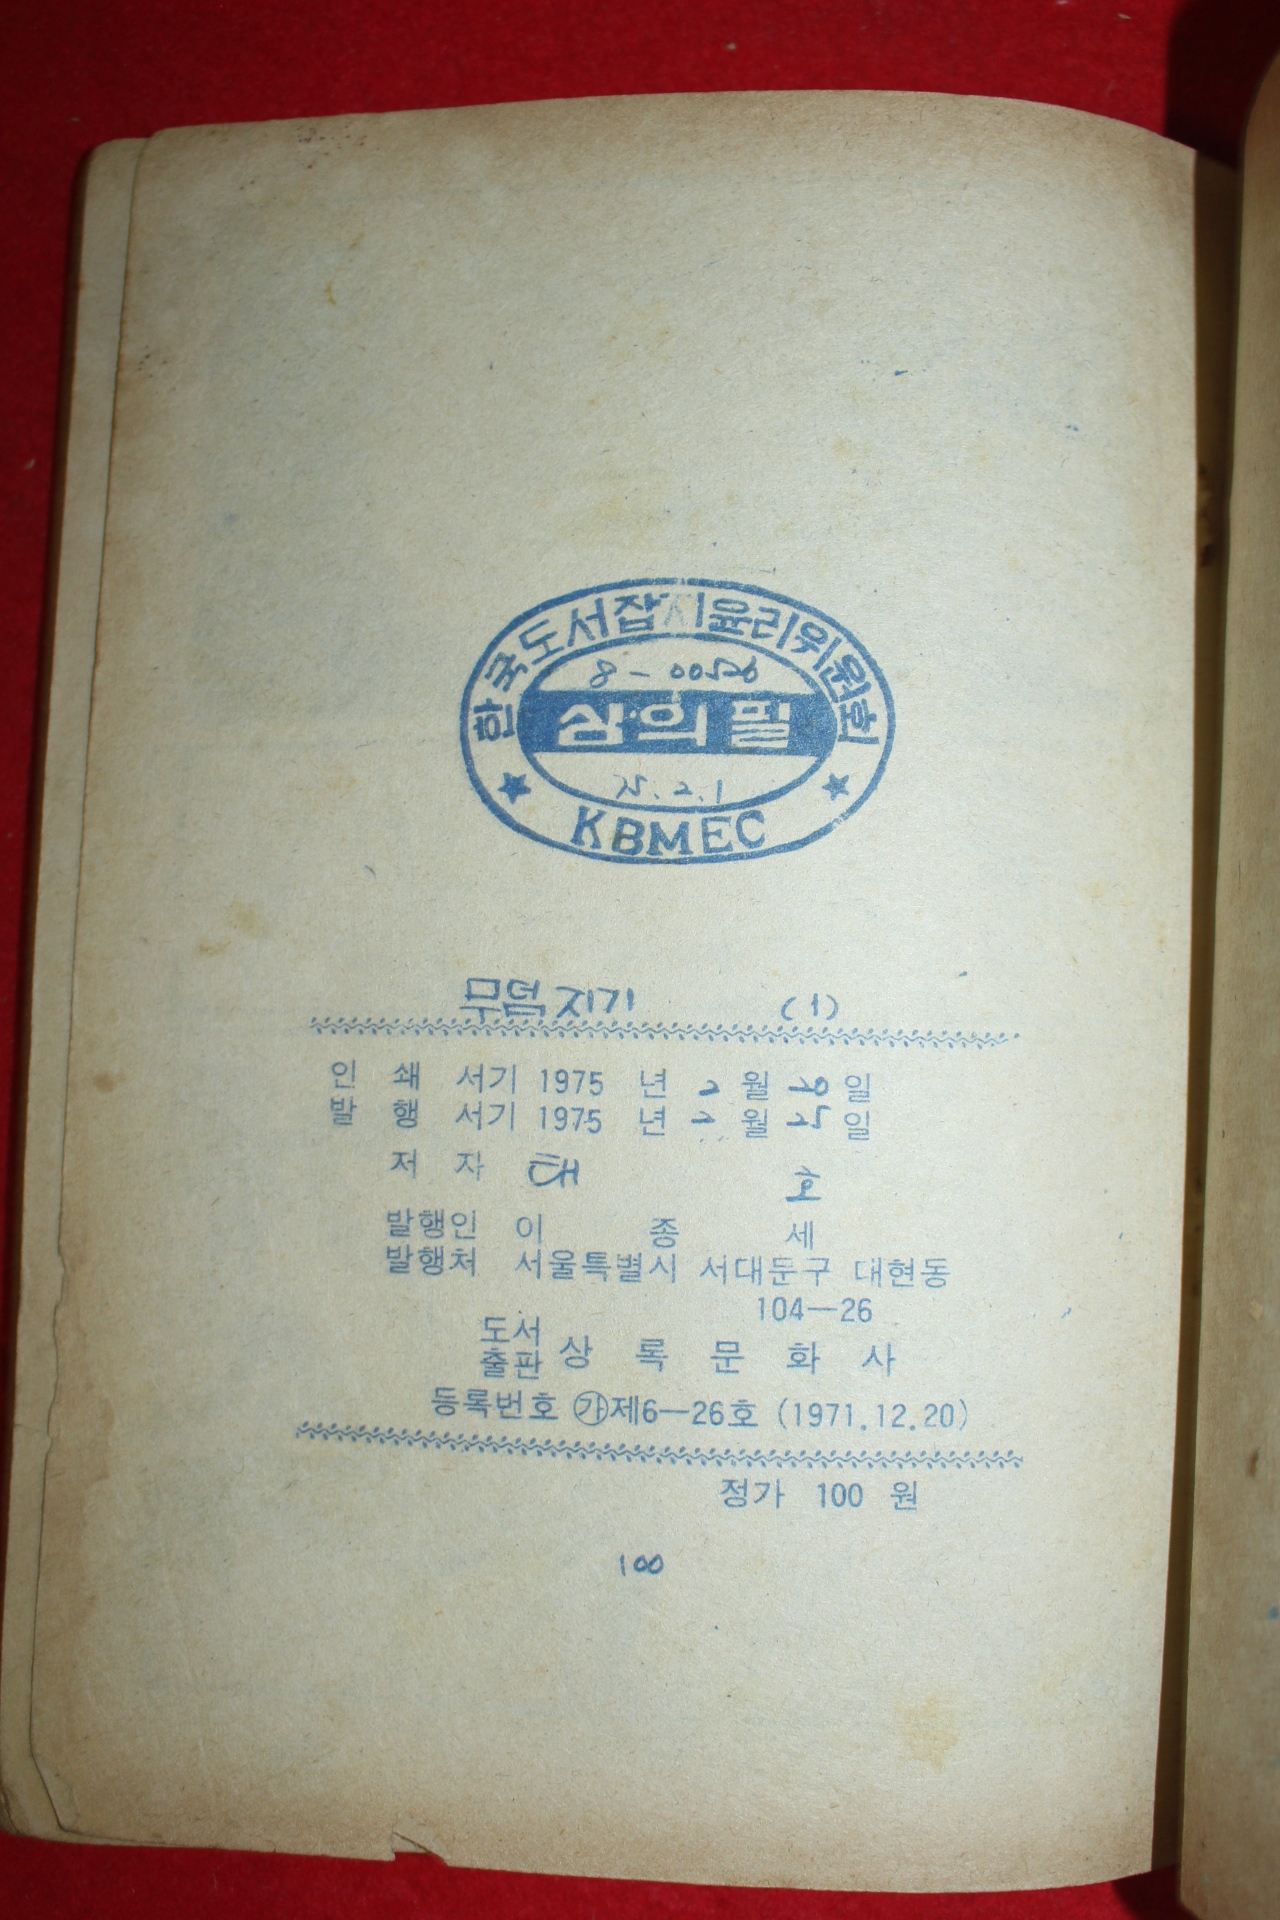 한국도서잡지윤리위원회
8-00526
심의필
75.2.1
KBMEC
무덤지기 (1)
인 쇄 서기 1975 년 2 월 20 일
발 행 서기 1975 년 2 월 25 일
저 자 태 호
발행인 이 종 세
발행처 서울특별시 서대문구 대현동
104—26
도서출판 상 록 문 화 사
등록번호 ㉮제6—26호 (1971.12.20)
정가 100 원
100